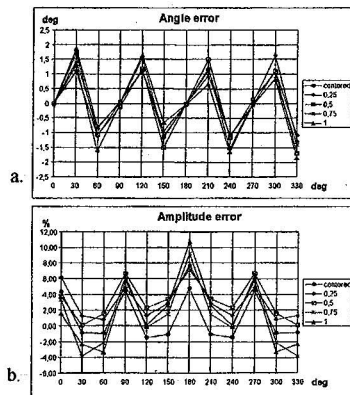 Angle error
deg
2,5
2
1,5
1
0,5
0
-0,5
-1
-1,5
-2
-2,5
0 30 60 90 120 150 180 210 240 270 300 330
deg
centered
0,25
0,5
0,75
1
a.
Amplitude error
%
12,00
10,00
8,00
6,00
4,00
2,00
0,00
-2,00
-4,00
-6,00
0 30 60 90 120 150 180 210 240 270 300 330
deg
centered
0,25
0,5
0,75
1
b.